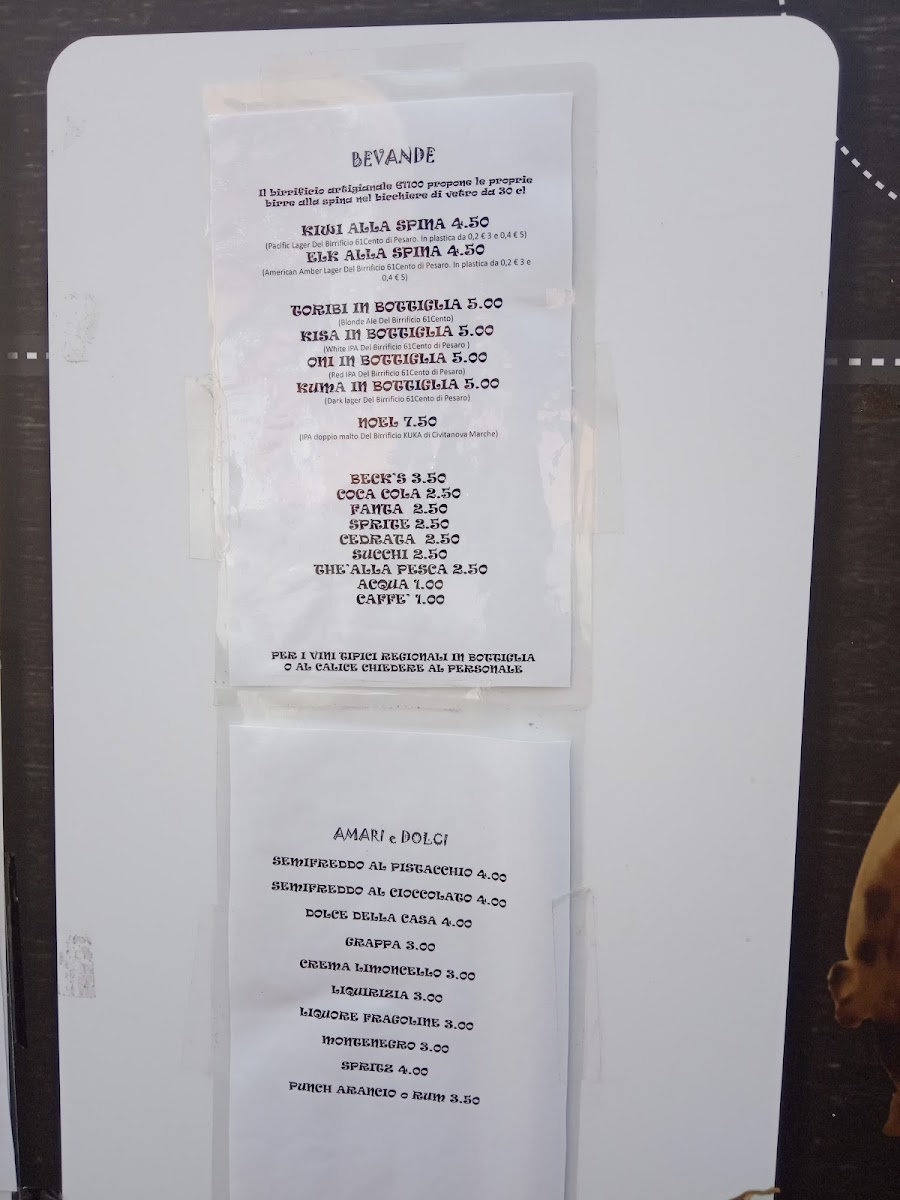 BEVANDE
Il birrificio artigianale 61100 propone le proprie
birre alla spina nel bicchiere di vetro da 30 cl
KIWI ALLA SPINA 4.50
(Pacific Lager Del Birrificio 61Cento di Pesaro. In plastica da 0,2 € 3 e 0,4 € 5)
ELK ALLA SPINA 4.50
(American Amber Lager Del Birrificio 61Cento di Pesaro. In plastica da 0,2 € 3 e
0,4 € 5)
TORIBI IN BOTTIGLIA 5.00
(Blonde Ale Del Birrificio 61Cento)
KISA IN BOTTIGLIA 5.00
(White IPA Del Birrificio 61Cento di Pesaro )
ONI IN BOTTIGLIA 5.00
(Red IPA Del Birrificio 61Cento di Pesaro)
KUMA IN BOTTIGLIA 5.00
(Dark lager Del Birrificio 61Cento di Pesaro)
NOEL 7.50
(IPA doppio malto Del Birrificio KUKA di Civitanova Marche)
BECK'S 3.50
COCA COLA 2.50
FANTA 2.50
SPRITE 2.50
CEDRATA 2.50
SUCCHI 2.50
THE'ALLA PESCA 2.50
ACQUA 1.00
CAFFE' 1.00
PER I VINI TIPICI REGIONALI IN BOTTIGLIA
O AL CALICE CHIEDERE AL PERSONALE
AMARI e DOLCI
SEMIFREDDO AL PISTACCHIO 4.00
SEMIFREDDO AL CIOCCOLATO 4.00
DOLCE DELLA CASA 4.00
GRAPPA 3.00
CREMA LIMONCELLO 3.00
LIQUIRIZIA 3.00
LIQUORE FRAGOLINE 3.00
MONTENEGRO 3.00
SPRITZ 4.00
PUNCH ARANCIO o RUM 3.50